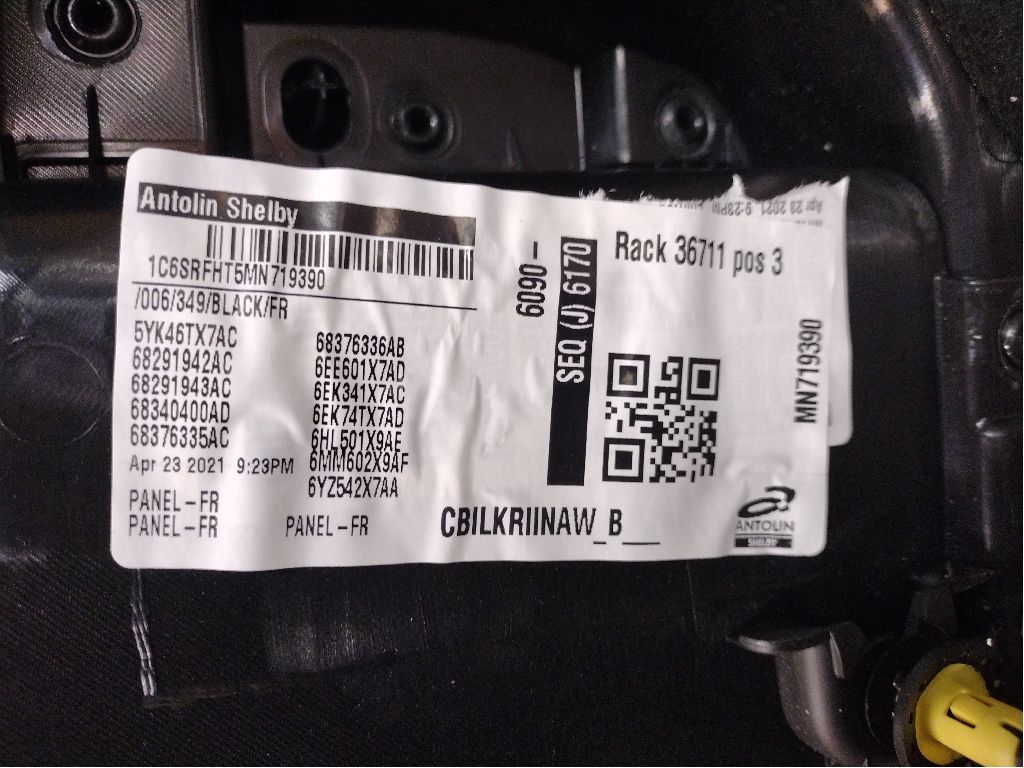 Antolin Shelby
1C6SRFHT5MN719390
/006/349/BLACK/FR
5YK46TX7AC
68291942AC
68291943AC
68340400AD
68376335AC
68376336AB
6EE601X7AD
6EK341X7AC
6EK74TX7AD
6HL501X9AE
6MM602X9AF
6YZ542X7AA
Apr 23 2021 9:23PM
PANEL-FR
PANEL-FR PANEL-FR
CBILKRIINAW_B___
6090-
SEQ (J) 6170
Rack 36711 pos 3
MN719390
ANTOLIN
SHELBY
Apr 23 2021 9:23PM